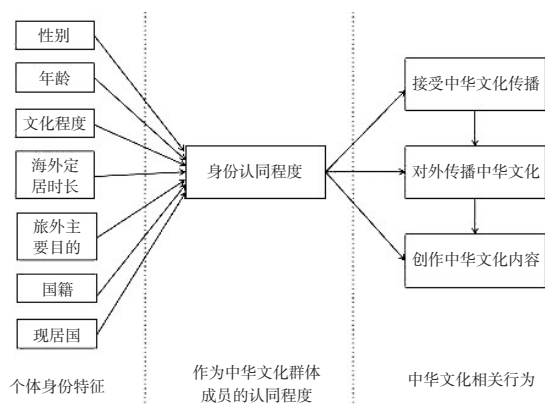 性别
年龄
文化程度
海外定
居时长
旅外主
要目的
国籍
现居国
身份认同程度
接受中华文化传播
对外传播中华文化
创作中华文化内容
个体身份特征
作为中华文化群体
成员的认同程度
中华文化相关行为